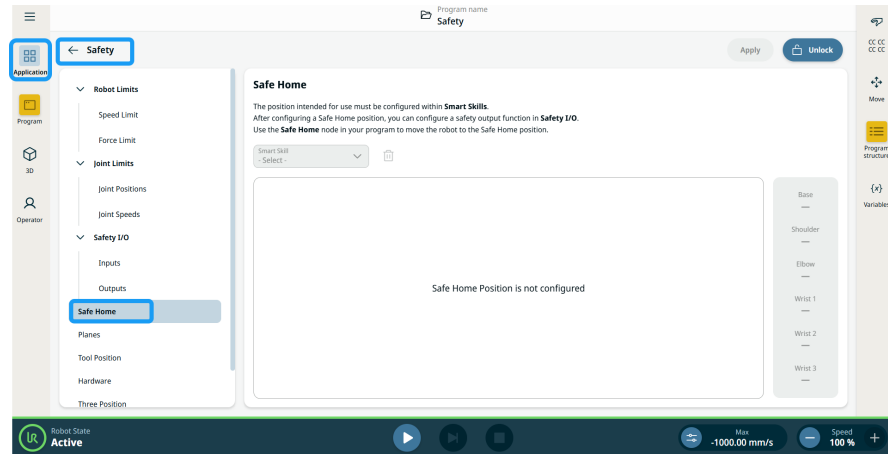 Program name
Safety
Safety
Apply
Unlock
Application
Program
3D
Operator
Robot Limits
Speed Limit
Force Limit
Joint Limits
Joint Positions
Joint Speeds
Safety I/O
Inputs
Outputs
Safe Home
Planes
Tool Position
Hardware
Three Position
Safe Home
The position intended for use must be configured within Smart Skills.
After configuring a Safe Home position, you can configure a safety output function in Safety I/O.
Use the Safe Home node in your program to move the robot to the Safe Home position.
Smart Skill
- Select -
Safe Home Position is not configured
Base
—
Shoulder
—
Elbow
—
Wrist 1
—
Wrist 2
—
Wrist 3
—
CC CC
CC CC
Move
Program
structure
{x}
Variables
UR
Robot State
Active
Max
-1000.00 mm/s
Speed
100 %